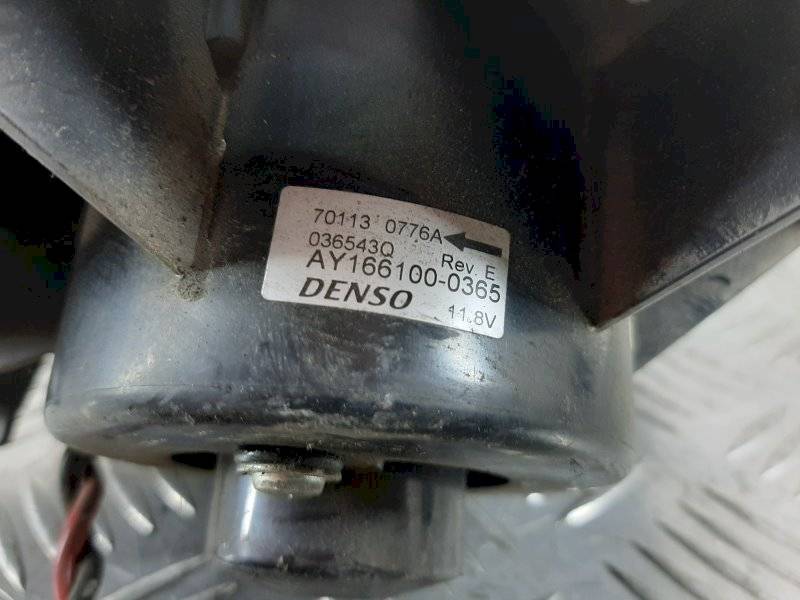 70113 0776A
036543Q Rev. E
AY166100-0365
DENSO 11.8V